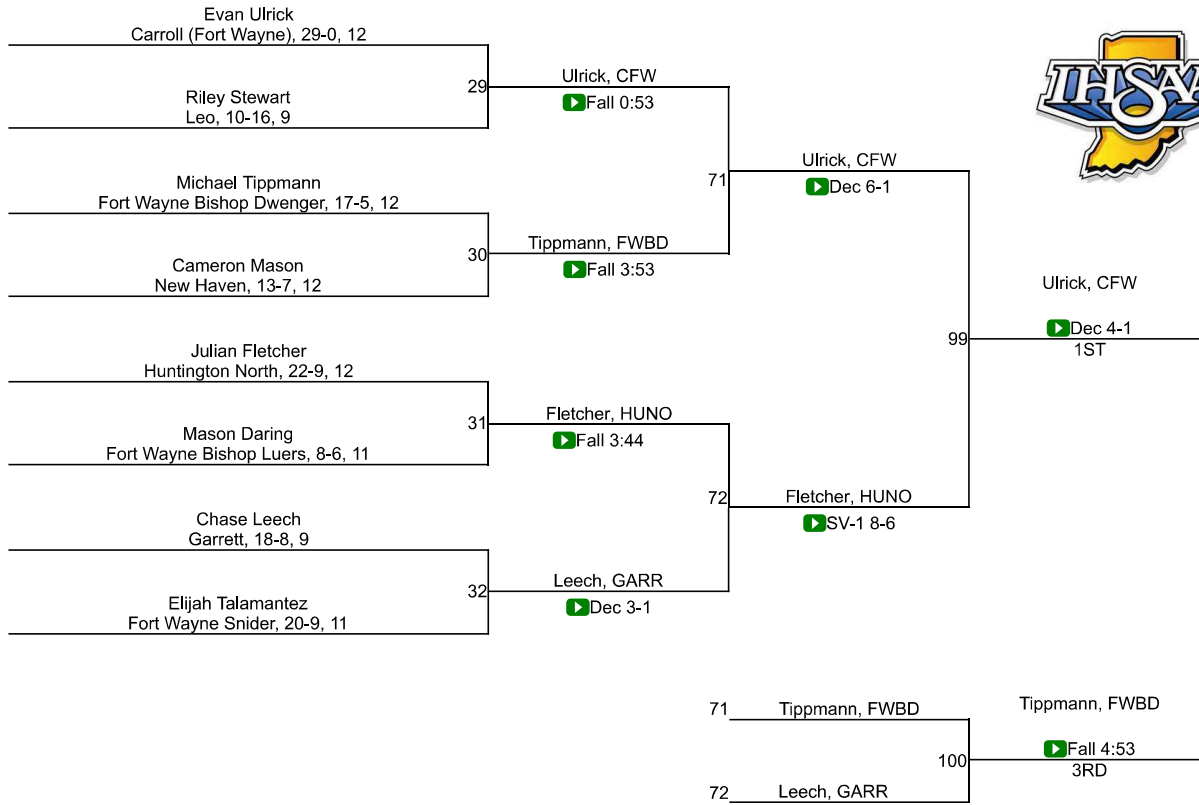 Evan Ulrick
Carroll (Fort Wayne), 29-0, 12
Riley Stewart
Leo, 10-16, 9
29
Ulrick, CFW
Fall 0:53
Michael Tippmann
Fort Wayne Bishop Dwenger, 17-5, 12
Cameron Mason
New Haven, 13-7, 12
30
Tippmann, FWBD
Fall 3:53
71
Ulrick, CFW
Dec 6-1
Julian Fletcher
Huntington North, 22-9, 12
Mason Daring
Fort Wayne Bishop Luers, 8-6, 11
31
Fletcher, HUNO
Fall 3:44
Chase Leech
Garrett, 18-8, 9
Elijah Talamantez
Fort Wayne Snider, 20-9, 11
32
Leech, GARR
Dec 3-1
72
Fletcher, HUNO
SV-1 8-6
99
Ulrick, CFW
Dec 4-1
1ST
IHSAA
71
Tippmann, FWBD
72
Leech, GARR
100
Tippmann, FWBD
Fall 4:53
3RD